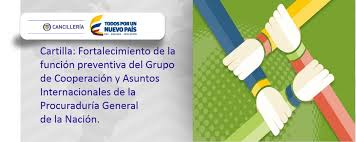 CANCILLERÍA
TODOS POR UN
NUEVO PAÍS
Cartilla: Fortalecimiento de la
función preventiva del Grupo
de Cooperación y Asuntos
Internacionales de la
Procuraduría General
de la Nación.